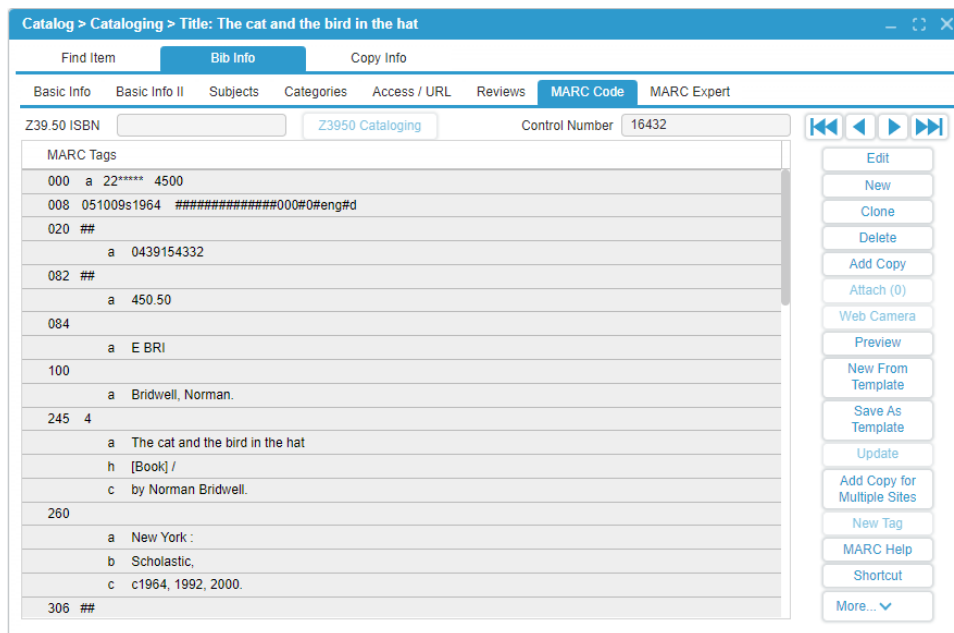 Catalog > Cataloging > Title: The cat and the bird in the hat
Find Item Bib Info Copy Info
Basic Info Basic Info II Subjects Categories Access / URL Reviews MARC Code MARC Expert
Z39.50 ISBN Z3950 Cataloging Control Number 16432
MARC Tags
000 a 22***** 4500
008 051009s1964 ##############000#0#eng#d
020 ##
a 0439154332
082 ##
a 450.50
084
a E BRI
100
a Bridwell, Norman.
245 4
a The cat and the bird in the hat
h [Book] /
c by Norman Bridwell.
260
a New York :
b Scholastic,
c c1964, 1992, 2000.
306 ##
Edit
New
Clone
Delete
Add Copy
Attach (0)
Web Camera
Preview
New From
Template
Save As
Template
Update
Add Copy for
Multiple Sites
New Tag
MARC Help
Shortcut
More...